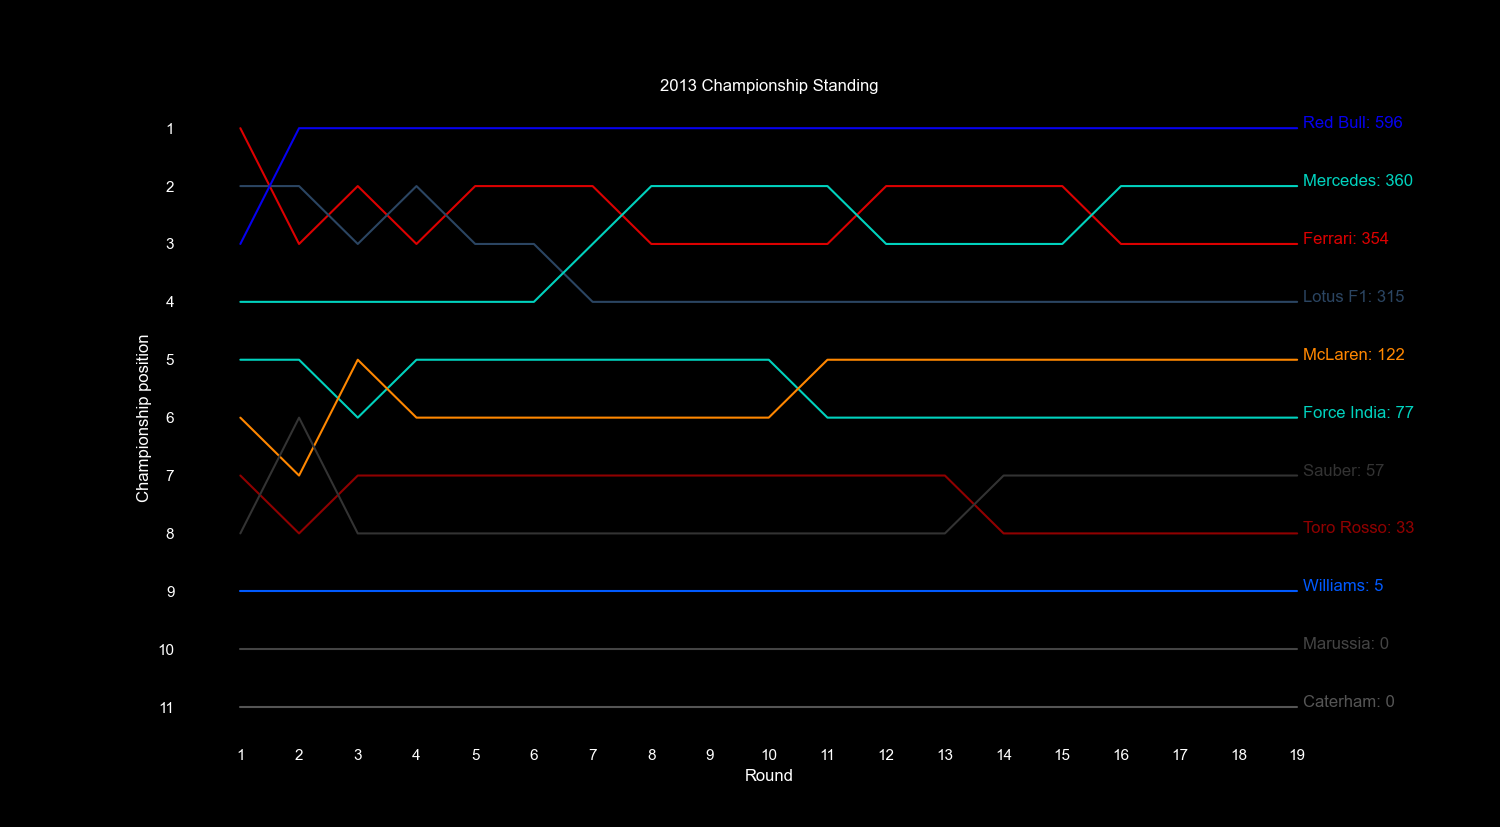 2013 Championship Standing
Championship position
1
2
3
4
5
6
7
8
9
10
11
Red Bull: 596
Mercedes: 360
Ferrari: 354
Lotus F1: 315
McLaren: 122
Force India: 77
Sauber: 57
Toro Rosso: 33
Williams: 5
Marussia: 0
Caterham: 0
1 2 3 4 5 6 7 8 9 10 11 12 13 14 15 16 17 18 19
Round